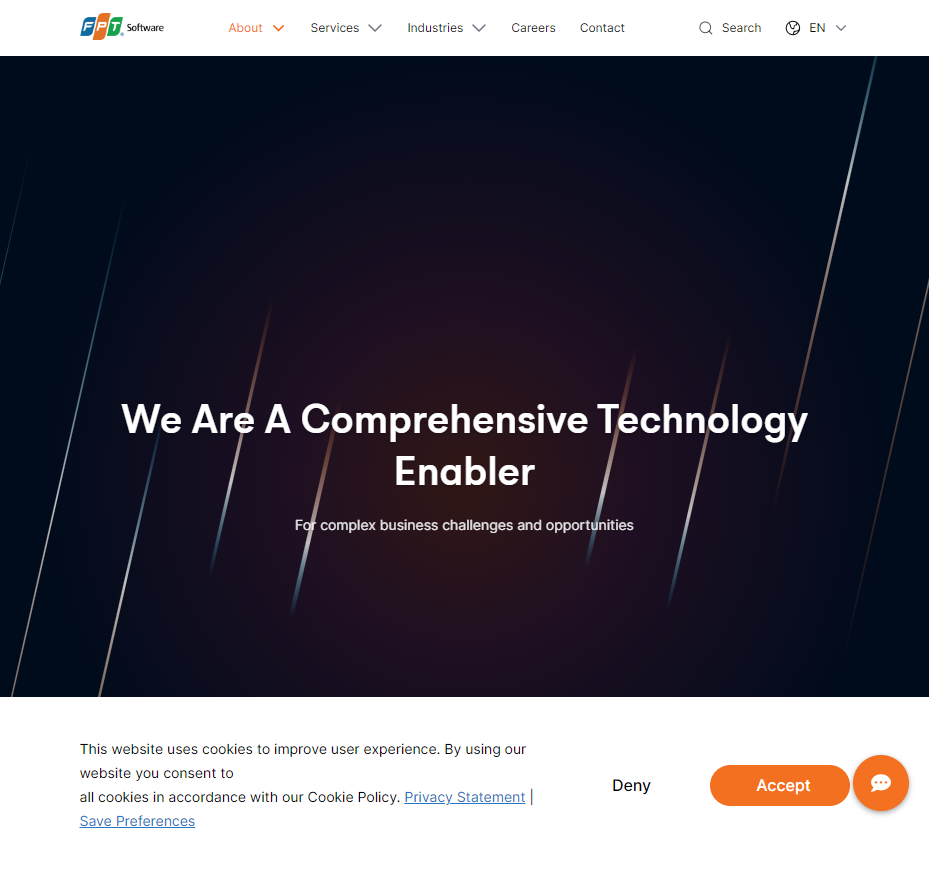 FPT Software
About
Services
Industries
Careers
Contact
Search
EN
We Are A Comprehensive Technology
Enabler
For complex business challenges and opportunities
This website uses cookies to improve user experience. By using our
website you consent to
all cookies in accordance with our Cookie Policy. Privacy Statement |
Save Preferences
Deny
Accept